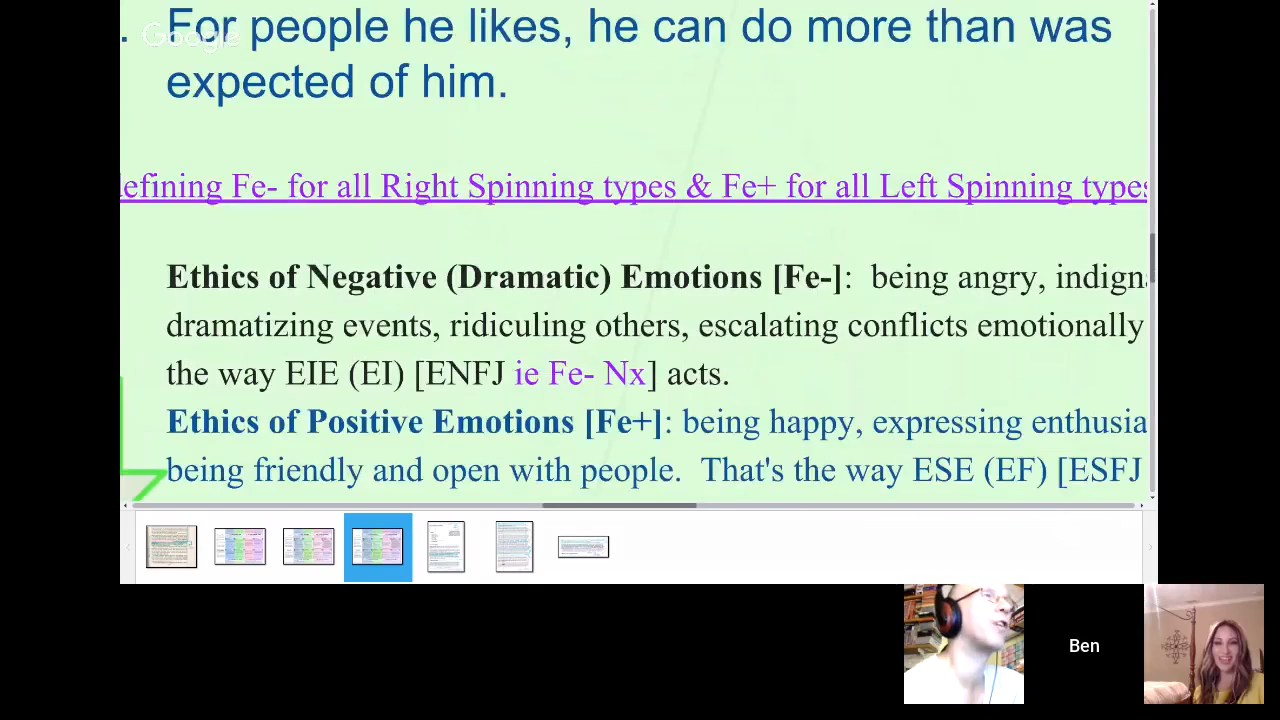 . For people he likes, he can do more than was
Google
expected of him.
efining Fe- for all Right Spinning types & Fe+ for all Left Spinning types
Ethics of Negative (Dramatic) Emotions [Fe-]: being angry, indigna
dramatizing events, ridiculing others, escalating conflicts emotionally
the way EIE (EI) [ENFJ ie Fe- Nx] acts.
Ethics of Positive Emotions [Fe+]: being happy, expressing enthusia
being friendly and open with people. That's the way ESE (EF) [ESFJ
Ben